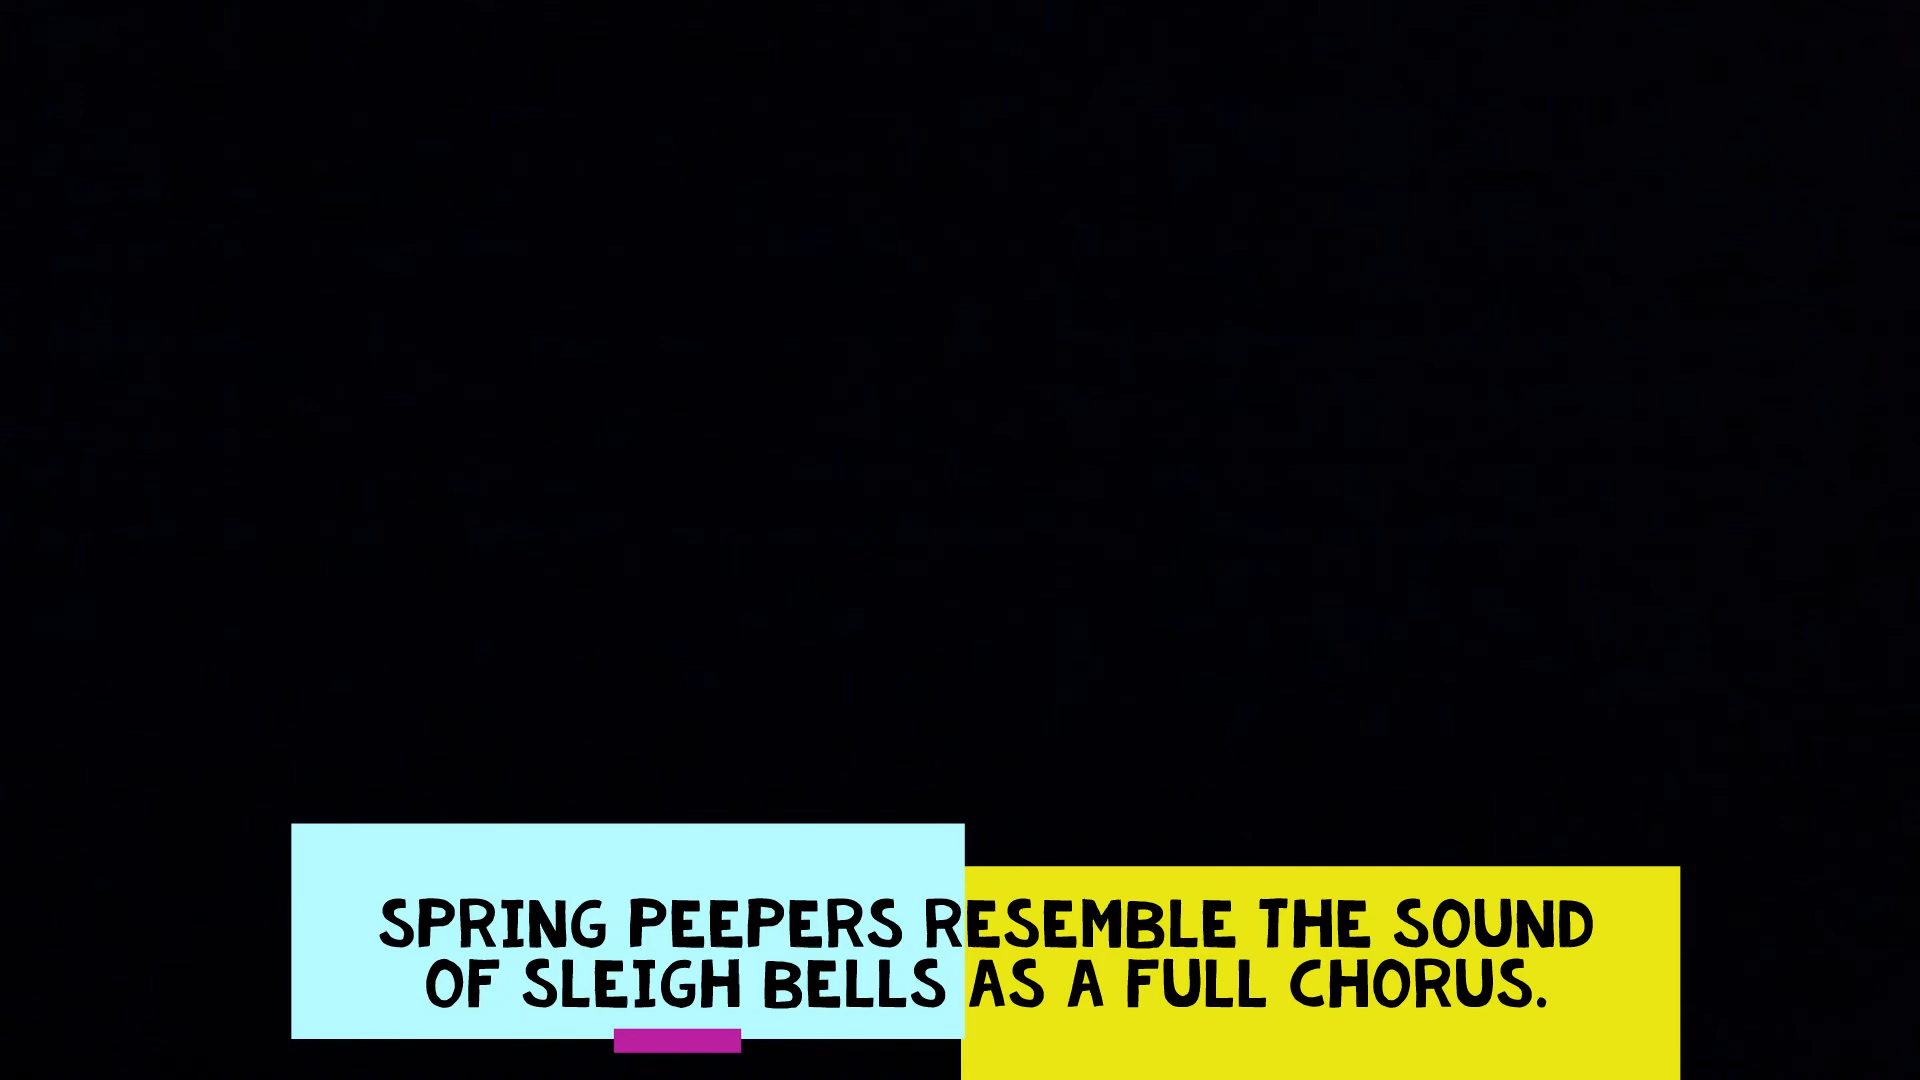 SPRING PEEPERS RESEMBLE THE SOUND
OF SLEIGH BELLS AS A FULL CHORUS.